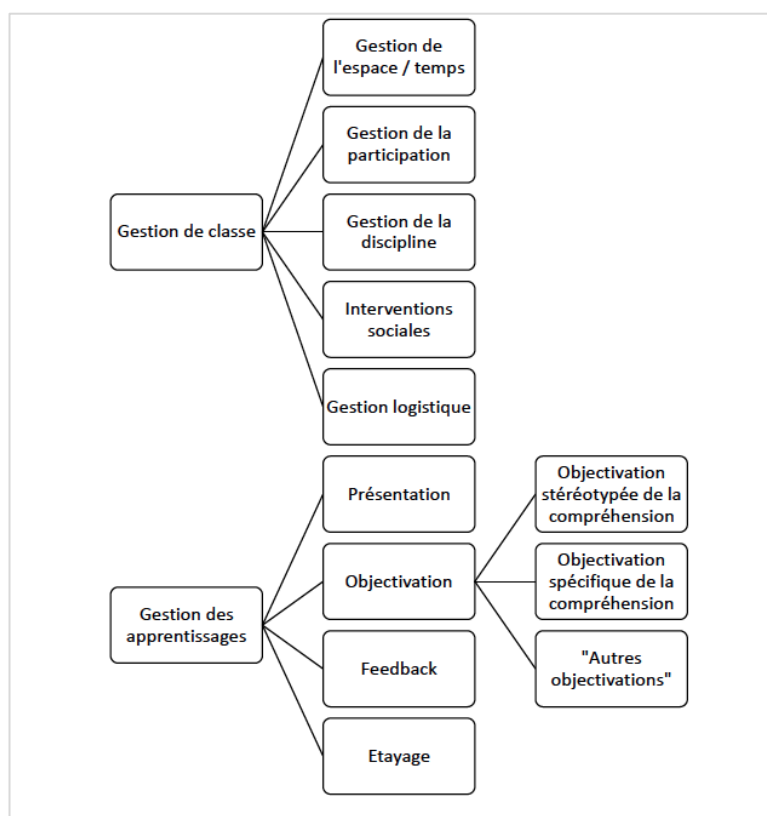 Gestion de
l'espace / temps
Gestion de la
participation
Gestion de classe
Gestion de la
discipline
Interventions
sociales
Gestion logistique
Présentation
Objectivation
stéréotypée de la
compréhension
Objectivation
Objectivation
spécifique de la
compréhension
Gestion des
apprentissages
Feedback
"Autres
objectivations"
Etayage